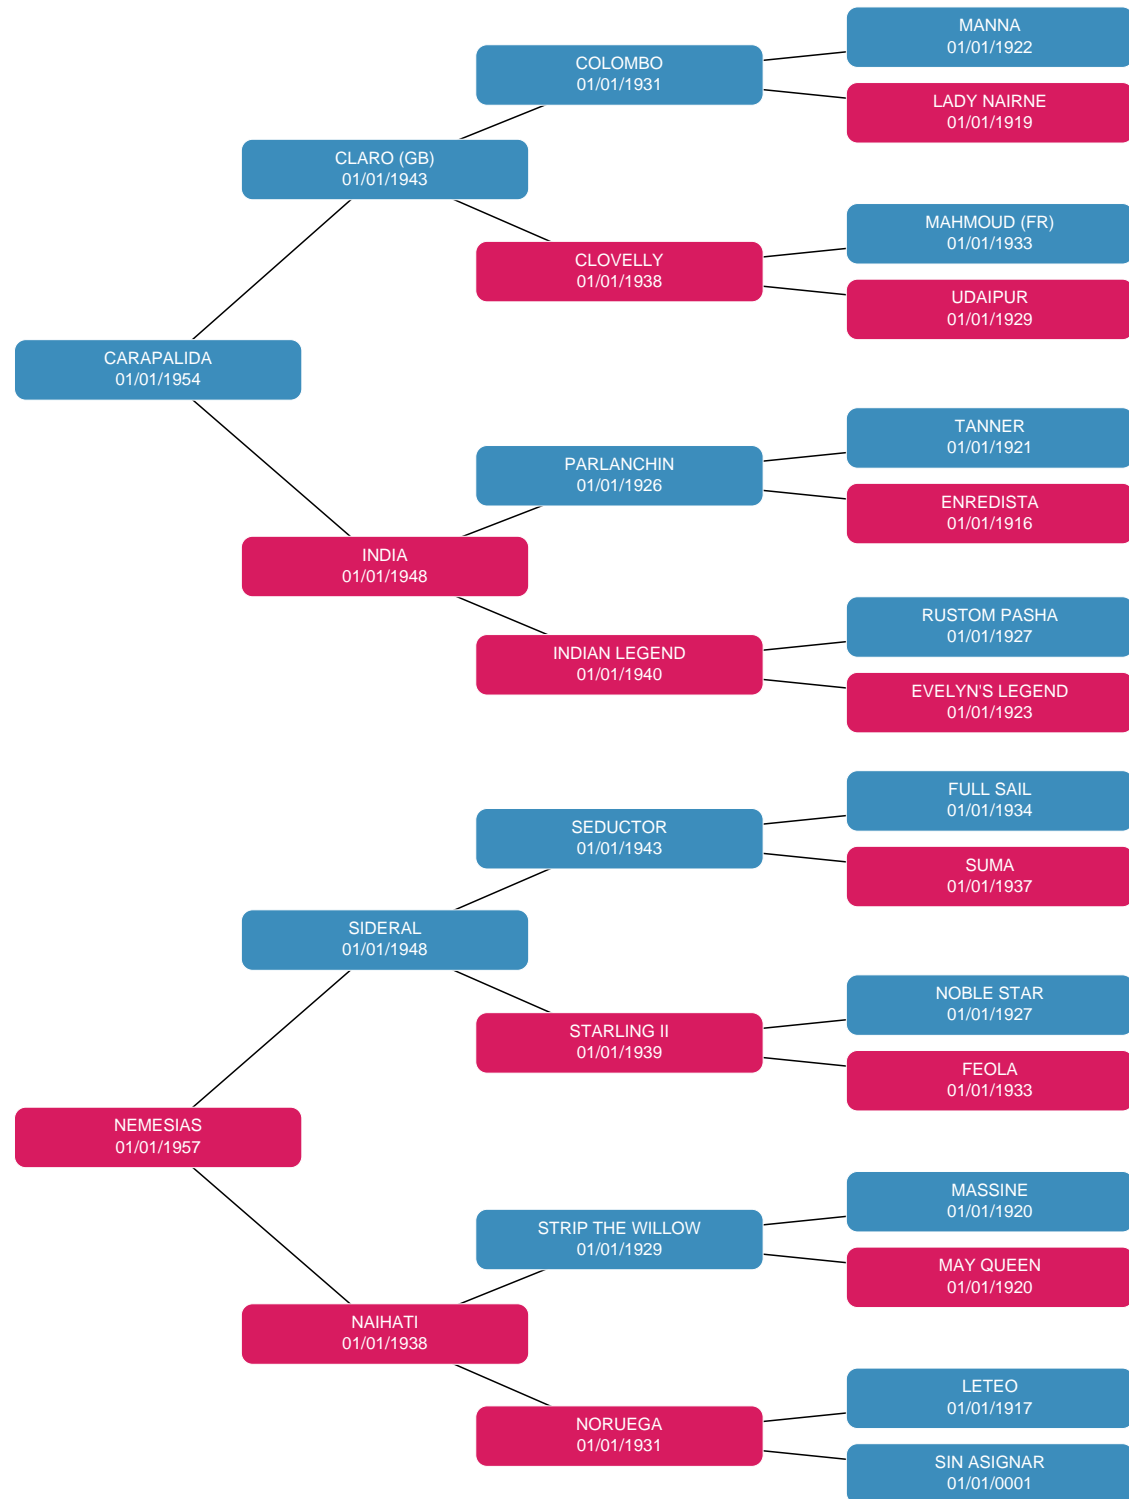 MANNA
01/01/1922
COLOMBO
01/01/1931
LADY NAIRNE
01/01/1919
CLARO (GB)
01/01/1943
MAHMOUD (FR)
01/01/1933
CLOVELLY
01/01/1938
UDAIPUR
01/01/1929
CARAPALIDA
01/01/1954
TANNER
01/01/1921
PARLANCHIN
01/01/1926
ENREDISTA
01/01/1916
INDIA
01/01/1948
RUSTOM PASHA
01/01/1927
INDIAN LEGEND
01/01/1940
EVELYN'S LEGEND
01/01/1923
FULL SAIL
01/01/1934
SEDUCTOR
01/01/1943
SUMA
01/01/1937
SIDERAL
01/01/1948
NOBLE STAR
01/01/1927
STARLING II
01/01/1939
FEOLA
01/01/1933
NEMESIAS
01/01/1957
MASSINE
01/01/1920
STRIP THE WILLOW
01/01/1929
MAY QUEEN
01/01/1920
NAIHATI
01/01/1938
LETEO
01/01/1917
NORUEGA
01/01/1931
SIN ASIGNAR
01/01/0001